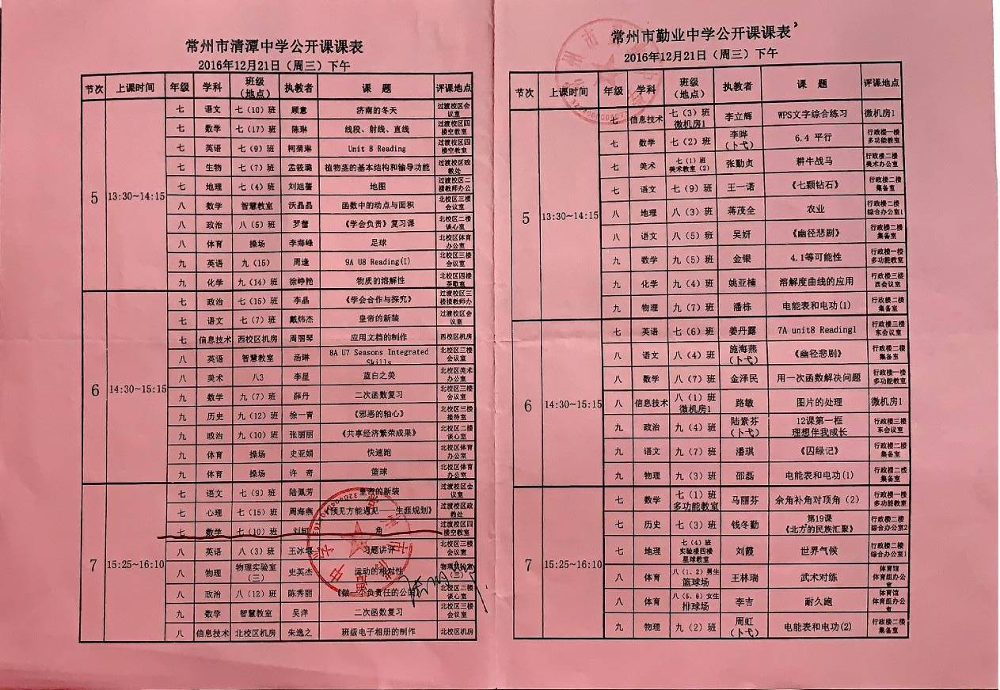 常州市清潭中学公开课课表
2016年12月21日（周三）下午
节次 上课时间 年级 学科 班级（地点） 执教者 课 题 评课地点
5 13:30~14:15
七 语文 七（10）班 顾意 济南的冬天 过渡校区会议室
七 数学 七（17）班 陈琳 线段、射线、直线 过渡校区四楼空教室
七 英语 七（9）班 柯菊琳 Unit 8 Reading 过渡校区四楼空教室
七 生物 七（7）班 孟筱璐 植物茎的基本结构和输导功能 过渡校区政教处
七 地理 七（4）班 刘旭蕾 地图 过渡校区二楼教师办公
八 数学 智慧教室 沃晶晶 函数中的动点与面积 北校区三楼会议室
八 政治 八（6）班 罗蕾 《学会负责》复习课 北校区二楼谈心室
八 体育 操场 李海峰 足球 北校区体育办公室
九 英语 九（15） 周逢 9A U8 Reading(I) 北校区三楼会议室
九 化学 九（14）班 徐峥艳 物质的溶解性 北校区四楼茶歇室
6 14:30~15:15
七 政治 七（15）班 李晶 《学会合作与探究》 过渡校区三楼楼教师办
七 语文 七（7）班 戴炜杰 皇帝的新装 过渡校区会议室
七 信息技术 西校区机房 周丽琴 应用文档的制作 西校区机房
八 英语 智慧教室 汤琳 8A U7 Seasons Integrated Skills 北校区三楼会议室
八 美术 八3 李星 蓝白之美 北校区美术办公室
九 数学 九（7）班 薛丹 二次函数复习 北校区三楼会议室
九 历史 九（12）班 徐一青 《邪恶的轴心》 北校区三楼接待室
九 政治 九（10）班 张丽丽 《共享经济繁荣成果》 北校区二楼谈心室
九 体育 操场 史亚娟 快速跑 北校区体育办公室
九 体育 操场 许 奇 篮球 北校区体育办公室
7 15:25~16:10
七 语文 七（9）班 陆佩芳 皇帝的新装 过渡校区会议室
七 心理 七（15）班 周海燕 《预见方能遇见——生涯规划》 过渡校区政教处
七 数学 七（10）班 刘 角 过渡校区四楼空教室
八 英语 八（3）班 王冰 习题讲评 北校区三楼会议室
八 物理 物理实验室（三） 史英杰 运动的相对性 物理实验室（三）
八 政治 八（12）班 陈秀丽 《做一个负责任的公 北校区二楼谈心室
九 数学 智慧教室 吴洋 二次函数复习 北校区三楼会议室
八 信息技术 北校区机房 朱逸之 班级电子相册的制作 北校区机房
常州市勤业中学公开课课表
2016年12月21日（周三）下午
节次 上课时间 年级 学科 班级（地点） 执教者 课 题 评课地点
5 13:30~14:15
七 信息技术 七（3）班 微机房1 李立辉 WPS文字综合练习 微机房1
七 数学 七（2）班 李晔（卜弋） 6.4 平行 行政楼一楼多功能教室
七 美术 七（1）班 美术教室（2） 张勤贞 耕牛战马 行政楼二楼美术办公室
七 语文 七（9）班 王一诺 《七颗钻石》 行政楼二楼集备室
八 地理 八（3）班 蒋茂全 农业 行政楼二楼综合办公室1
八 语文 八（5）班 吴妍 《幽径悲剧》 行政楼二楼集备室
九 数学 九（5）班 金银 4.1等可能性 行政楼一楼多功能教室
九 化学 九（4）班 姚亚楠 溶解度曲线的应用 行政楼三楼西会议室
九 物理 九（7）班 潘栋 电能表和电功(1) 行政楼二楼集备室
6 14:30~15:15
七 英语 七（6）班 姜丹露 7A unit8 Reading1 行政楼三楼东会议室
八 语文 八（4）班 施海燕（卜弋） 《幽径悲剧》 行政楼二楼集备室
八 数学 八（7）班 金泽民 用一次函数解决问题 行政楼一楼多功能教室
八 信息技术 八（1）班 微机房1 路敏 图片的处理 微机房1
九 政治 九（4）班 陆素芬（卜弋） 12课第一框 理想伴我成长 行政楼三楼东会议室
九 语文 九（7）班 潘琪 《囚绿记》 行政楼二楼集备室
九 物理 九（3）班 邵磊 电能表和电功(1) 行政楼二楼集备室
7 15:25~16:10
七 数学 七（1）班 多功能教室 马丽芬 余角补角对顶角（2） 行政楼一楼多功能教室
七 历史 七（3）班 钱冬勤 第19课 《北方的民族汇聚》 行政楼二楼综合办公室2
七 地理 七（4）班 实验楼四楼星球教室 刘霞 世界气候 行政楼二楼综合办公室1
八 体育 八（1、2）男生 篮球场 王林瑞 武术对练 体育馆体育组办公室
八 体育 八（5、6）女生 排球场 李吉 耐久跑 体育馆体育组办公室
九 物理 九（2）班 周虹（卜弋） 电能表和电功(2) 行政楼二楼集备室